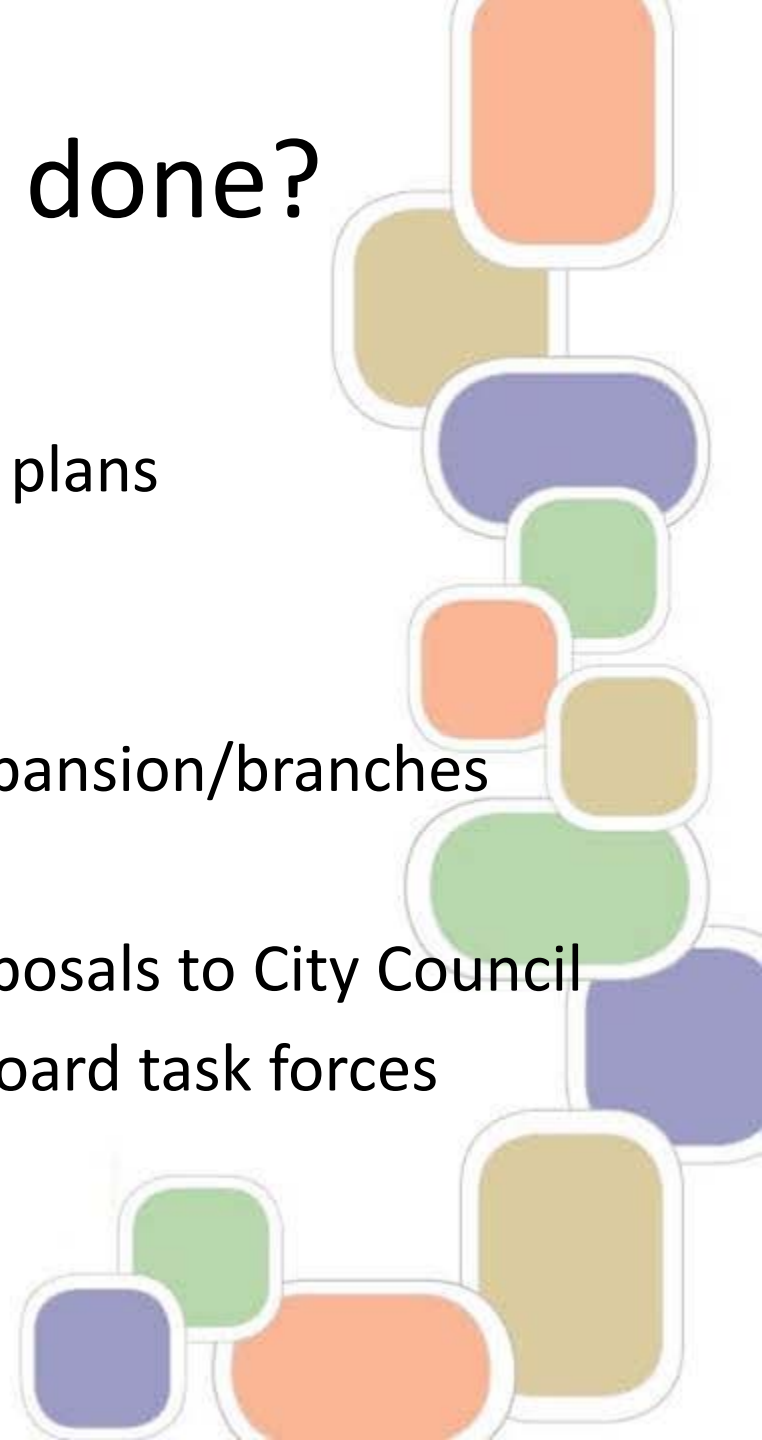 done?
plans
pansion/branches
posals to City Council
oard task forces